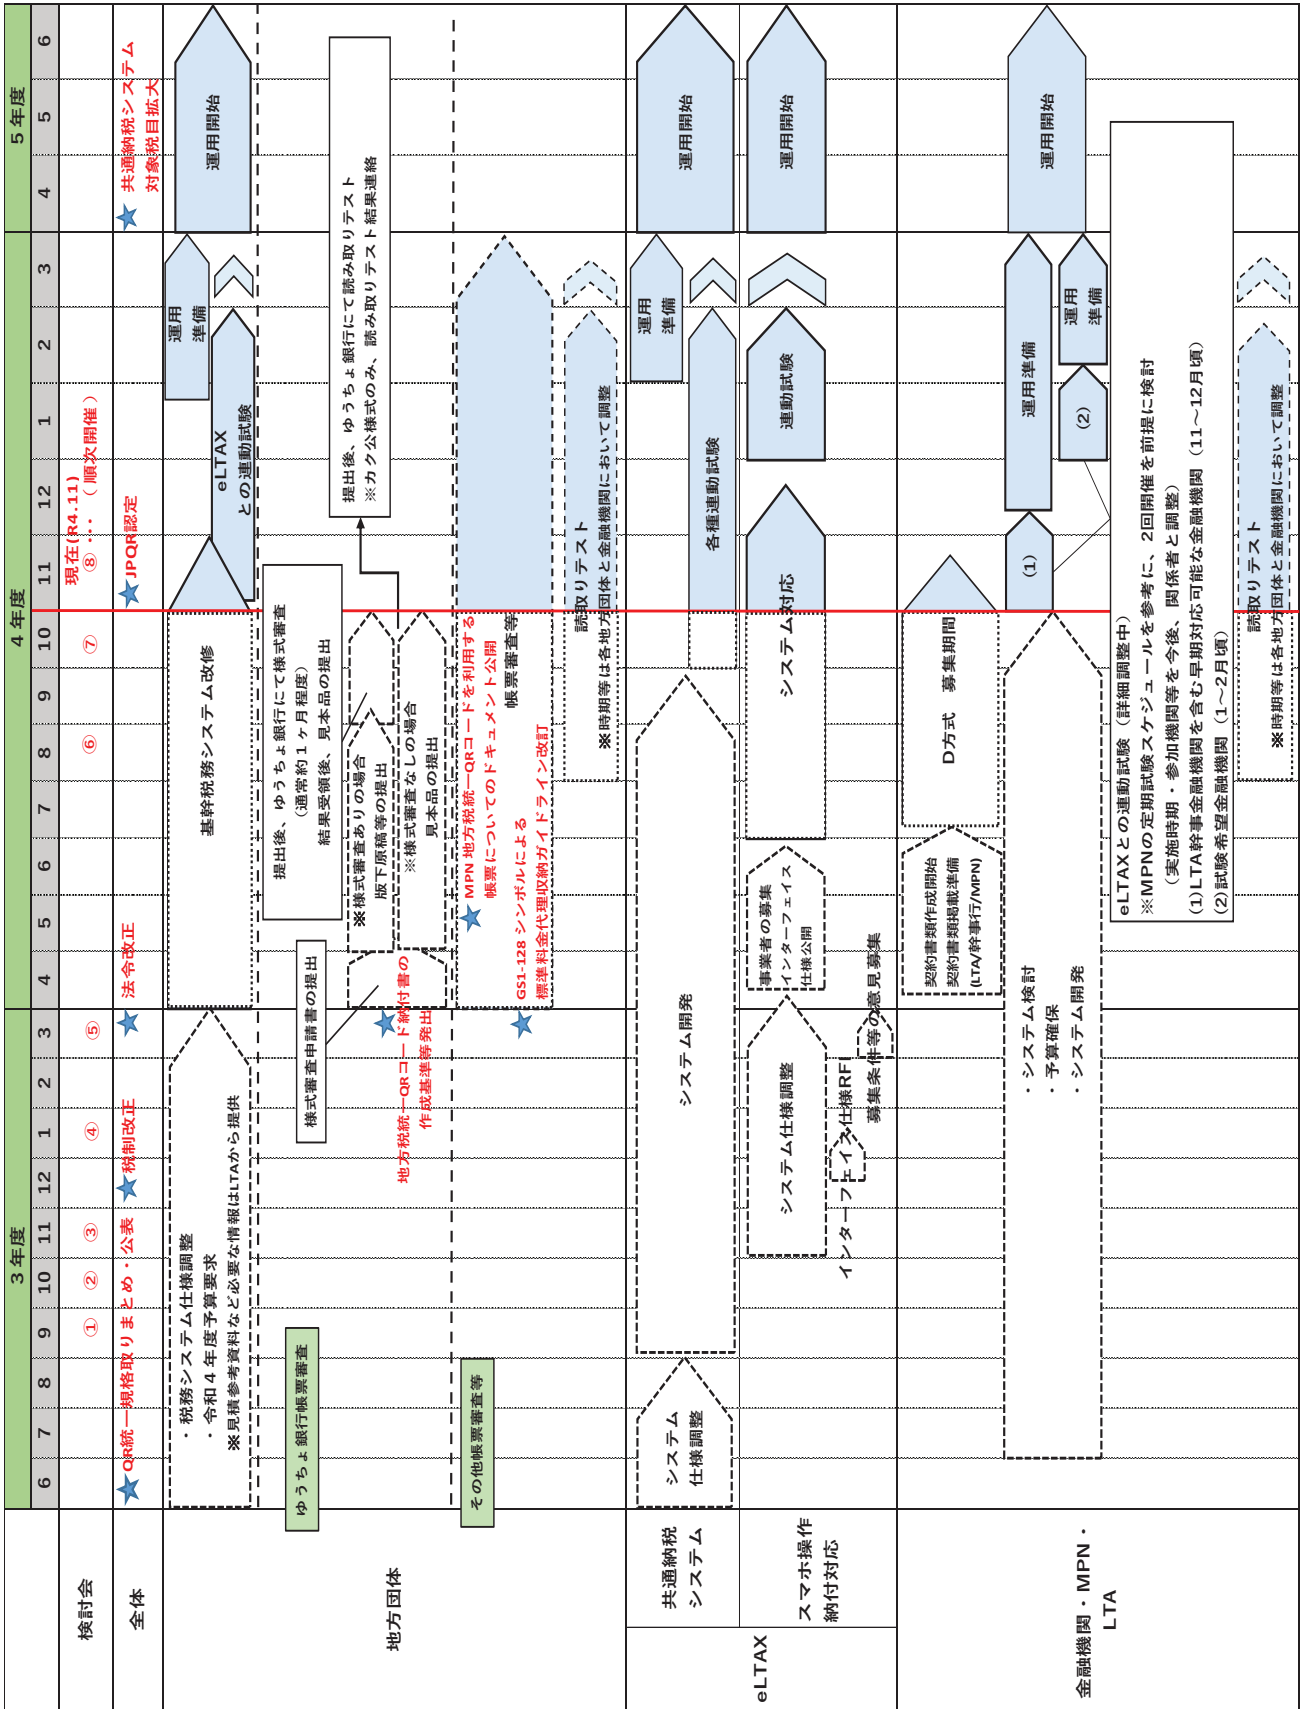 3年度
4年度
5年度
6
7
8
9
10
11
12
1
2
3
4
5
6
7
8
9
10
11
12
1
2
3
4
5
6
検討会
①
②
③
④
⑤
⑥
⑦
現在(R4.11)
⑧・・・（順次開催）
全体
QR統一規格取りまとめ・公表
税制改正
法令改正
JPQR認定
共通納税システム
対象税目拡大
地方団体
・税務システム仕様調整
・令和４年度予算要求
※見積参考資料など必要な情報はLTAから提供
基幹税務システム改修
運用
準備
eLTAX
との連動試験
運用開始
ゆうちょ銀行帳票審査
様式審査申請書の提出
提出後、ゆうちょ銀行にて様式審査
（通常約１ヶ月程度）
結果受領後、見本品の提出
※様式審査ありの場合
版下原稿等の提出
※様式審査なしの場合
見本品の提出
提出後、ゆうちょ銀行にて読み取りテスト
※カク公様式のみ、読み取りテスト結果連絡
地方税統一QRコード納付書の
作成基準等発出
その他帳票審査等
MPN 地方税統一QRコードを利用する
帳票についてのドキュメント公開
帳票審査等
GS1-128 シンボルによる
標準料金代理収納ガイドライン改訂
読取りテスト
※時期等は各地方団体と金融機関において調整
eLTAX
共通納税
システム
システム
仕様調整
システム開発
各種連動試験
運用
準備
運用開始
スマホ操作
納付対応
システム仕様調整
事業者の募集
インターフェイス
仕様公開
システム対応
連動試験
運用開始
インターフェイス仕様RFI
募集条件等の意見募集
金融機関・MPN・
LTA
契約書類作成開始
契約書類掲載準備
(LTA/幹事行/MPN)
D方式　募集期間
・システム検討
・予算確保
・システム開発
(1)
運用準備
(2)
運用
準備
運用開始
eLTAXとの連動試験（詳細調整中）
※MPNの定期試験スケジュールを参考に、2回開催を前提に検討
（実施時期・参加機関等を今後、関係者と調整）
(1)LTA幹事金融機関を含む早期対応可能な金融機関（11～12月頃）
(2)試験希望金融機関（1～2月頃）
読取りテスト
※時期等は各地方団体と金融機関において調整